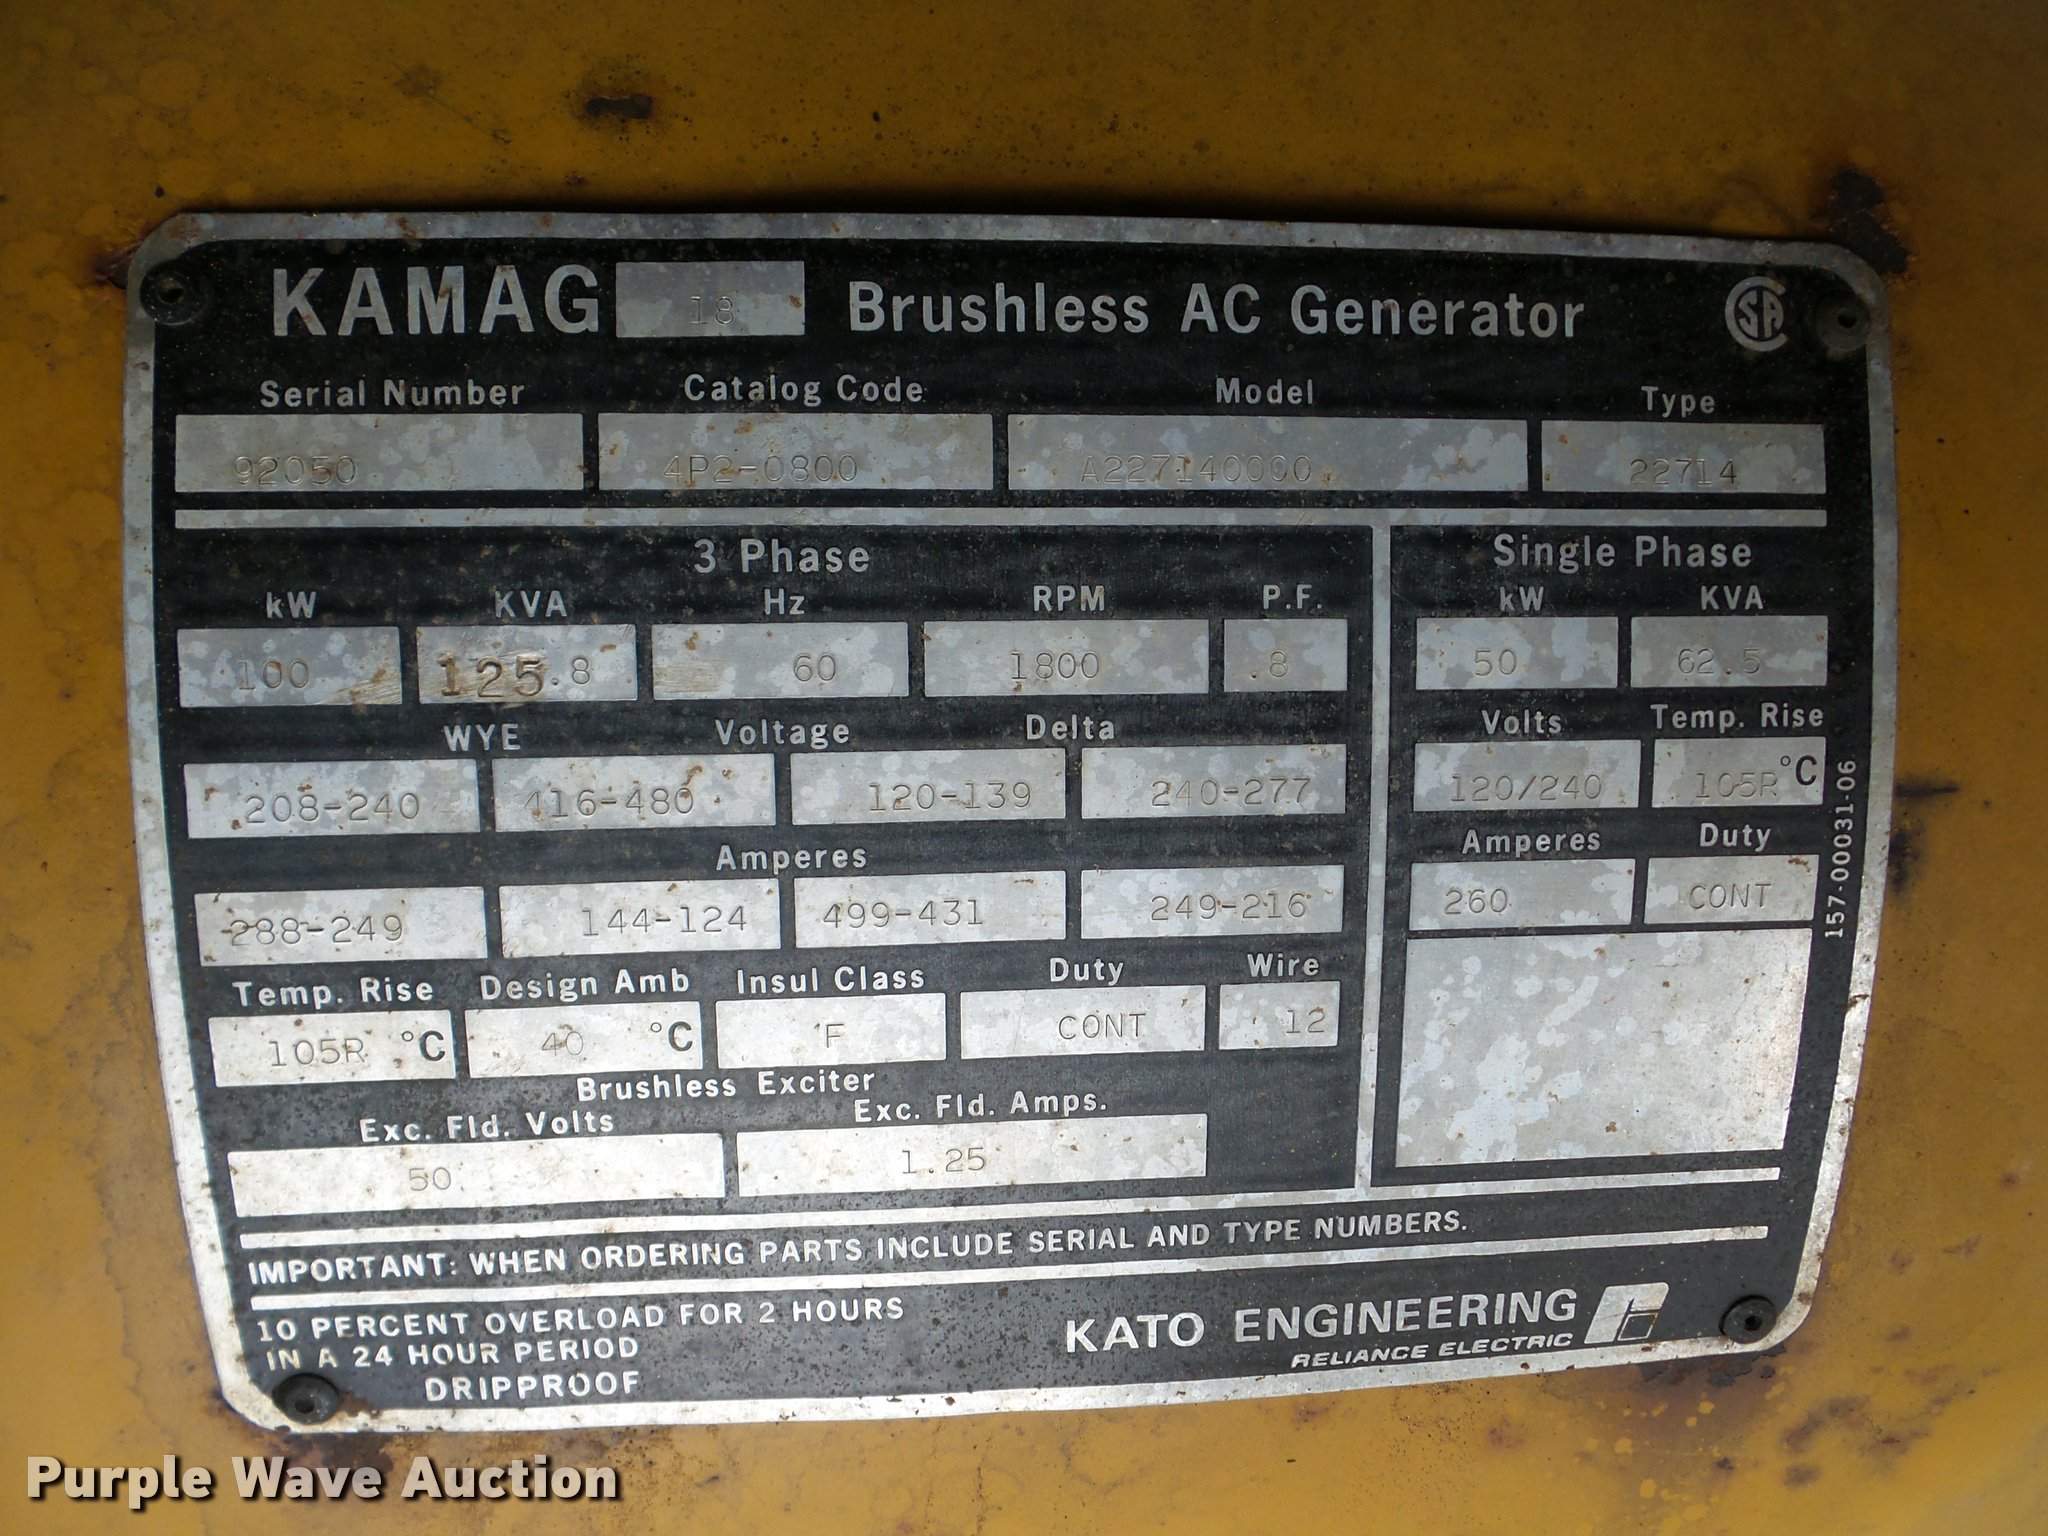 KAMAG 18 Brushless AC Generator CSA
Serial Number Catalog Code Model Type
92050 4P2-0800 A227140000 22714
3 Phase
kW KVA Hz RPM P.F.
100 125.8 60 1800 .8
WYE Voltage Delta
208-240 416-480 120-139 240-277
Amperes
288-249 144-124 499-431 249-216
Temp. Rise Design Amb Insul Class Duty Wire
105R °C 40 °C F CONT 12
Brushless Exciter
Exc. Fld. Volts Exc. Fld. Amps.
50 1.25
Single Phase
kW KVA
50 62.5
Volts Temp. Rise
120/240 105R °C
Amperes Duty
260 CONT
157-00031-06
IMPORTANT: WHEN ORDERING PARTS INCLUDE SERIAL AND TYPE NUMBERS.
10 PERCENT OVERLOAD FOR 2 HOURS
IN A 24 HOUR PERIOD
DRIPPROOF
KATO ENGINEERING
RELIANCE ELECTRIC
Purple Wave Auction